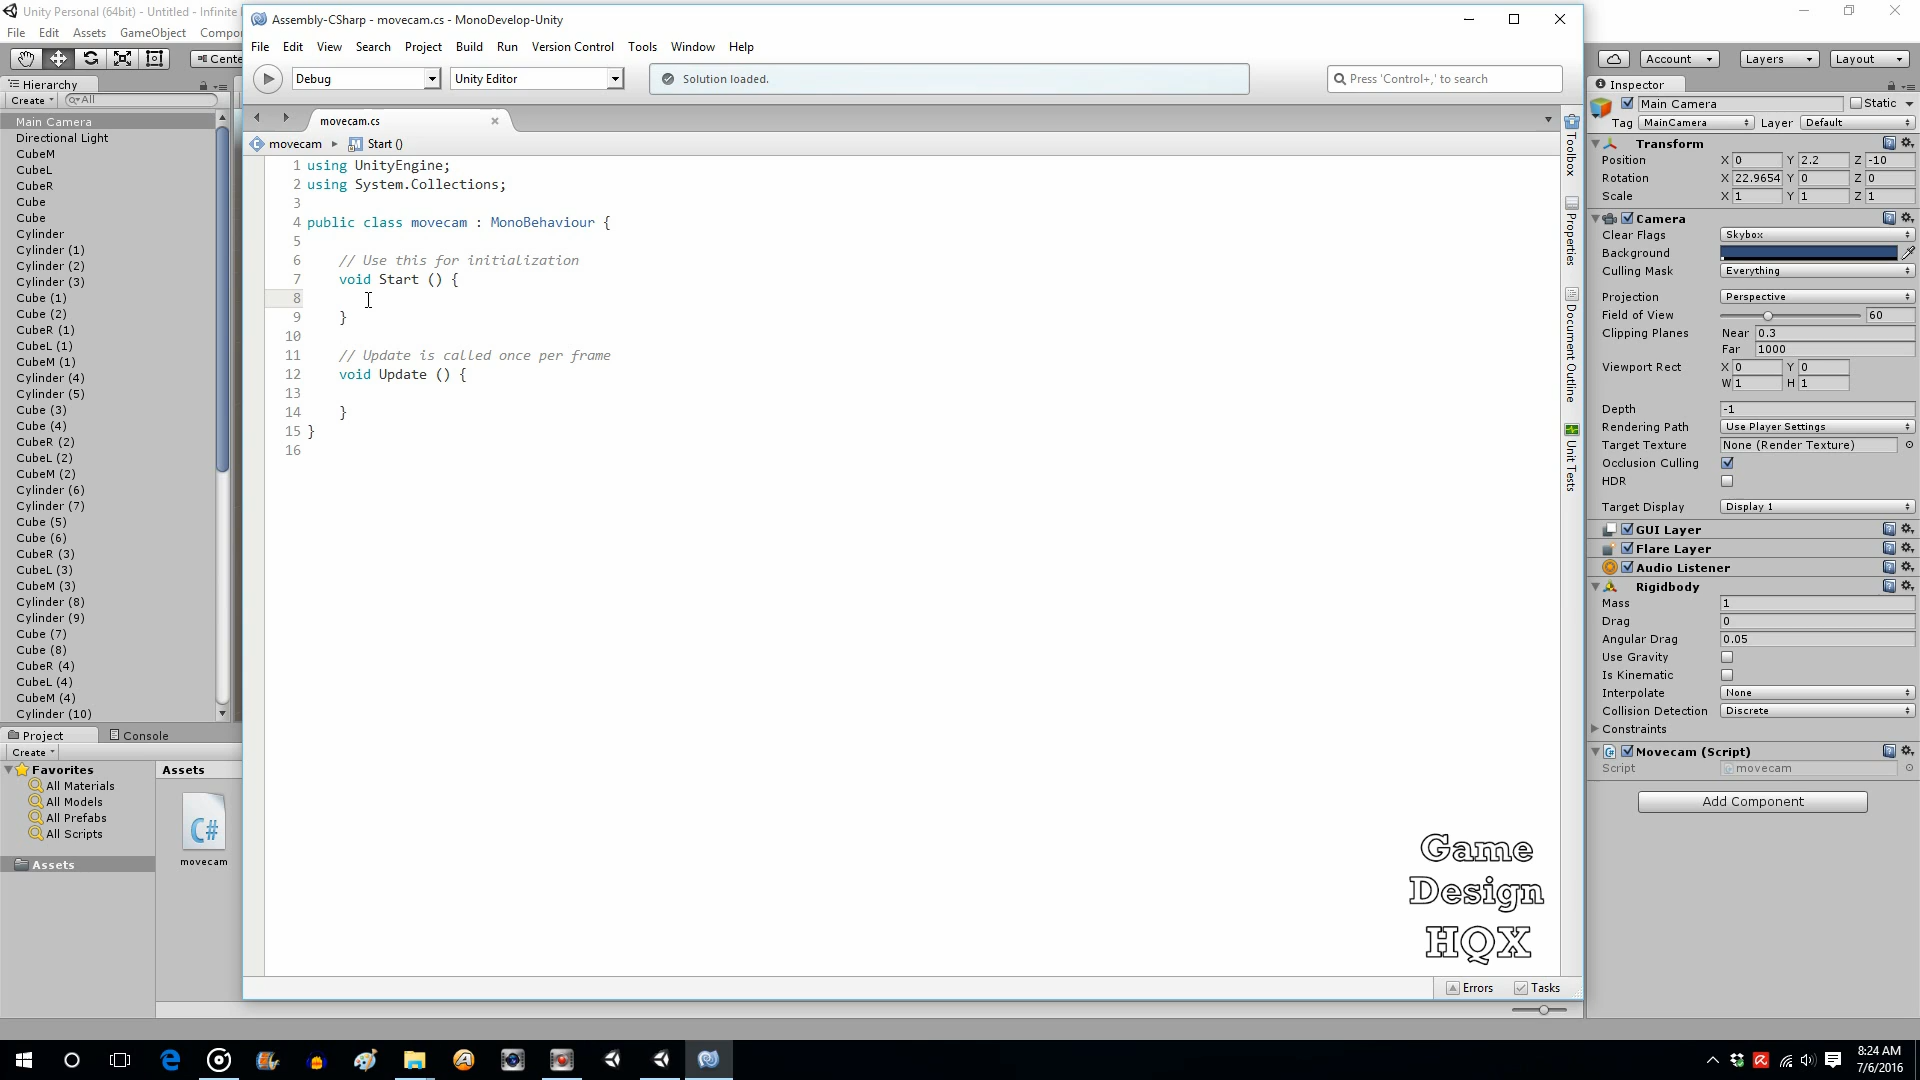 Unity Personal (64bit) - Untitled - Infinite
File Edit Assets GameObject Compo
Cente
Account Layers Layout
Hierarchy
Create All
Main Camera
Directional Light
CubeM
CubeL
CubeR
Cube
Cube
Cylinder
Cylinder (1)
Cylinder (2)
Cylinder (3)
Cube (1)
Cube (2)
CubeR (1)
CubeL (1)
CubeM (1)
Cylinder (4)
Cylinder (5)
Cube (3)
Cube (4)
CubeR (2)
CubeL (2)
CubeM (2)
Cylinder (6)
Cylinder (7)
Cube (5)
Cube (6)
CubeR (3)
CubeL (3)
CubeM (3)
Cylinder (8)
Cylinder (9)
Cube (7)
Cube (8)
CubeR (4)
CubeL (4)
CubeM (4)
Cylinder (10)
Project Console
Create
Favorites
All Materials
All Models
All Prefabs
All Scripts
Assets
Assets
C#
movecam
Assembly-CSharp - movecam.cs - MonoDevelop-Unity
File Edit View Search Project Build Run Version Control Tools Window Help
Debug Unity Editor Solution loaded. Press 'Control+,' to search
movecam.cs
movecam Start ()
1 using UnityEngine;
2 using System.Collections;
3
4 public class movecam : MonoBehaviour {
5
6 // Use this for initialization
7 void Start () {
8
9 }
10
11 // Update is called once per frame
12 void Update () {
13
14 }
15 }
16
Toolbox
Properties
Document Outline
Unit Tests
Game
Design
HQX
Errors Tasks
Inspector
Main Camera Static
Tag MainCamera Layer Default
Transform
Position X 0 Y 2.2 Z -10
Rotation X 22.9654 Y 0 Z 0
Scale X 1 Y 1 Z 1
Camera
Clear Flags Skybox
Background
Culling Mask Everything
Projection Perspective
Field of View 60
Clipping Planes Near 0.3
Far 1000
Viewport Rect X 0 Y 0
W 1 H 1
Depth -1
Rendering Path Use Player Settings
Target Texture None (Render Texture)
Occlusion Culling
HDR
Target Display Display 1
GUI Layer
Flare Layer
Audio Listener
Rigidbody
Mass 1
Drag 0
Angular Drag 0.05
Use Gravity
Is Kinematic
Interpolate None
Collision Detection Discrete
Constraints
Movecam (Script)
Script movecam
Add Component
8:24 AM
7/6/2016